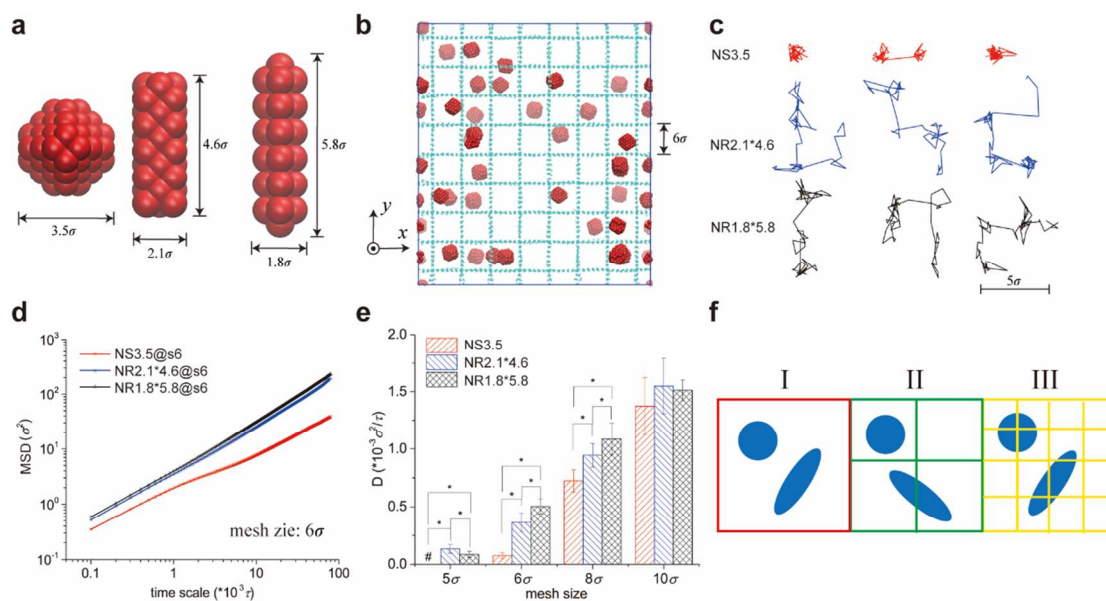 a
3.5σ
4.6σ
2.1σ
5.8σ
1.8σ
b
y
x
6σ
c
NS3.5
NR2.1*4.6
NR1.8*5.8
5σ
d
MSD (σ²)
10³
10²
10¹
10⁰
10⁻¹
NS3.5@s6
NR2.1*4.6@s6
NR1.8*5.8@s6
mesh zie: 6σ
0.1 1 10 100
time scale (*10³ τ)
e
D (*10⁻³ σ²/τ)
2.0
1.5
1.0
0.5
0.0
NS3.5
NR2.1*4.6
NR1.8*5.8
* * * * * * * * *
#
5σ 6σ 8σ 10σ
mesh size
f
I II III